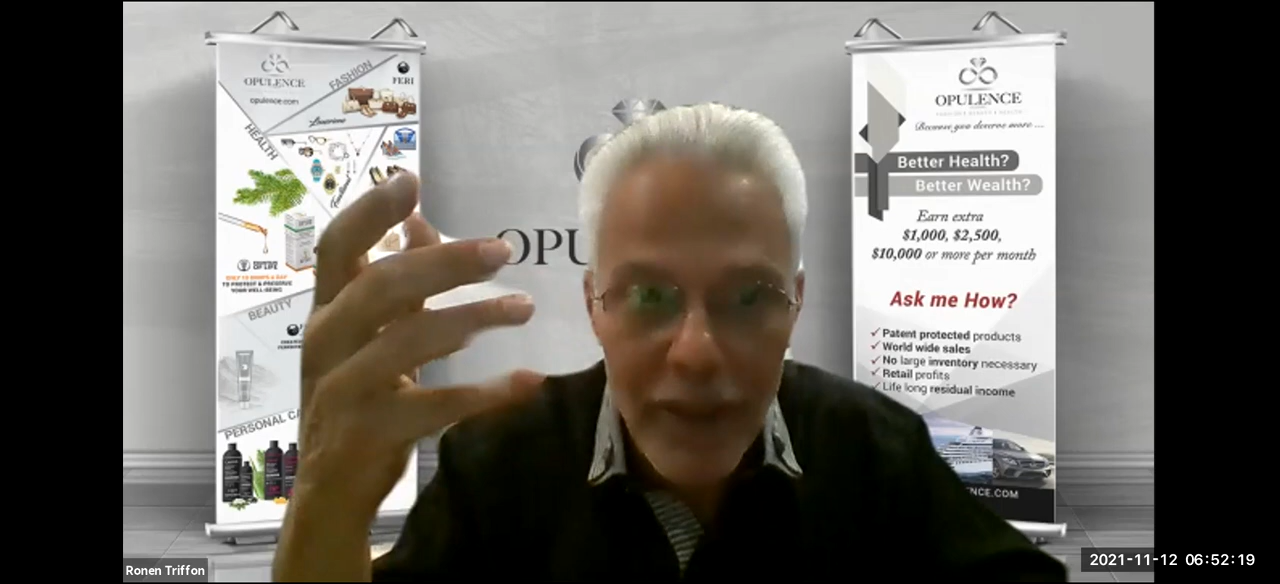 OPULENCE
opulence.com
FASHION
FERI
HEALTH
ONLY 10 DROPS A DAY
TO PROTECT & PRESERVE
YOUR WELL-BEING
BEAUTY
PERSONAL CA
OPU
OPULENCE
Because you deserve more ...
Better Health?
Better Wealth?
Earn extra
$1,000, $2,500,
$10,000 or more per month
Ask me How?
Patent protected products
World wide sales
No large inventory necessary
Retail profits
Life long residual income
ENCE.COM
Ronen Triffon
2021-11-12 06:52:19